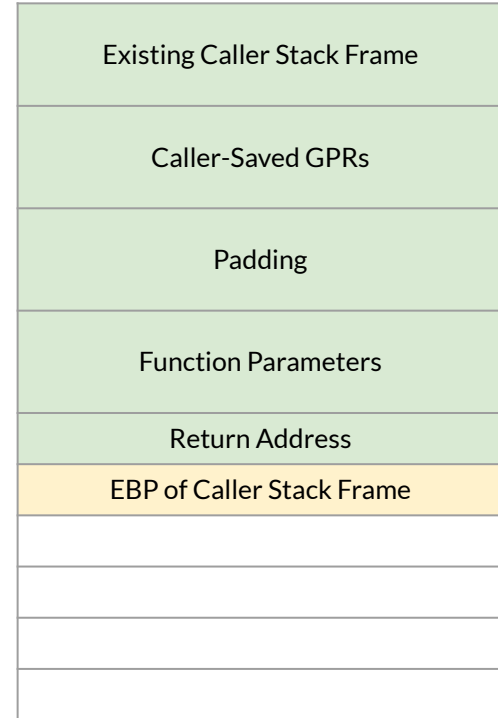 Existing Caller Stack Frame
Caller-Saved GPRs
Padding
Function Parameters
Return Address
EBP of Caller Stack Frame